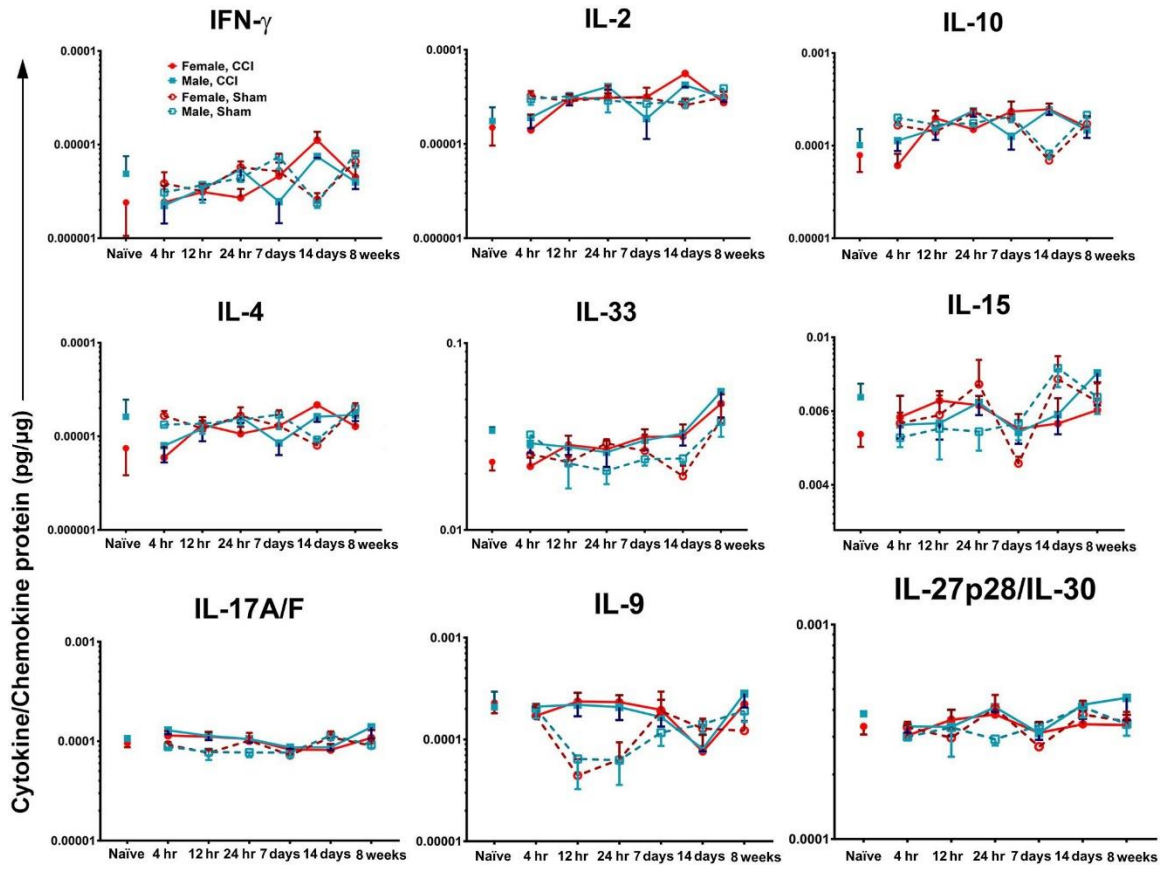 IFN-γ
IL-2
IL-10
0.0001
0.00001
0.000001
Female, CCI
Male, CCI
Female, Sham
Male, Sham
Naïve 4 hr 12 hr 24 hr 7 days 14 days 8 weeks
0.0001
0.00001
0.000001
Naïve 4 hr 12 hr 24 hr 7 days 14 days 8 weeks
0.001
0.0001
0.00001
Naïve 4 hr 12 hr 24 hr 7 days 14 days 8 weeks
Cytokine/Chemokine protein (pg/µg)
IL-4
IL-33
IL-15
0.0001
0.00001
0.000001
Naïve 4 hr 12 hr 24 hr 7 days 14 days 8 weeks
0.1
0.01
Naïve 4 hr 12 hr 24 hr 7 days 14 days 8 weeks
0.01
0.006
0.004
Naïve 4 hr 12 hr 24 hr 7 days 14 days 8 weeks
IL-17A/F
IL-9
IL-27p28/IL-30
0.001
0.0001
0.00001
Naïve 4 hr 12 hr 24 hr 7 days 14 days 8 weeks
0.001
0.0001
0.00001
Naïve 4 hr 12 hr 24 hr 7 days 14 days 8 weeks
0.001
0.0001
Naïve 4 hr 12 hr 24 hr 7 days 14 days 8 weeks